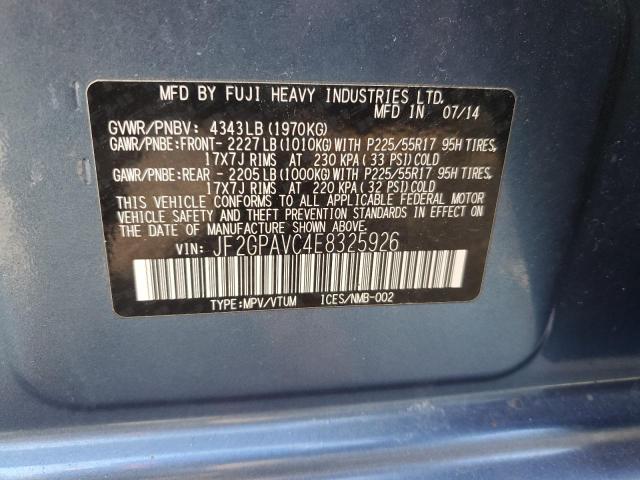 MFD BY FUJI HEAVY INDUSTRIES LTD.
MFD IN 07/14
GVWR/PNBV: 4343LB(1970KG)
GAWR/PNBE:FRONT- 2227LB(1010KG)WITH P225/55R17 95H TIRES,
17X7J RIMS AT 230 KPA(33 PSI)COLD
GAWR/PNBE:REAR - 2205LB(1000KG)WITH P225/55R17 95H TIRES,
17X7J RIMS AT 220 KPA(32 PSI)COLD
THIS VEHICLE CONFORMS TO ALL APPLICABLE FEDERAL MOTOR
VEHICLE SAFETY AND THEFT PREVENTION STANDARDS IN EFFECT ON
THE DATE OF MANUFACTURE SHOWN ABOVE.
VIN: JF2GPAVC4E8325926
TYPE:MPV/VTUM ICES/NMB-002